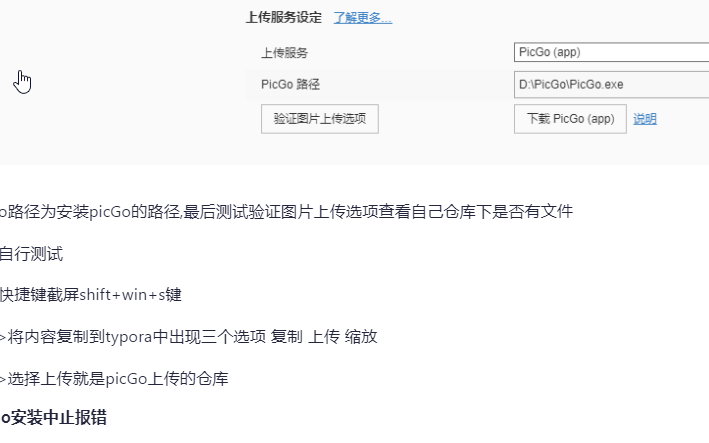 上传服务设定 了解更多...
上传服务 PicGo (app)
PicGo 路径 D:\PicGo\PicGo.exe
验证图片上传选项 下载 PicGo (app) 说明
o路径为安装picGo的路径,最后测试验证图片上传选项查看自己仓库下是否有文件
自行测试
快捷键截屏shift+win+s键
>将内容复制到typora中出现三个选项 复制 上传 缩放
>选择上传就是picGo上传的仓库
o安装中止报错